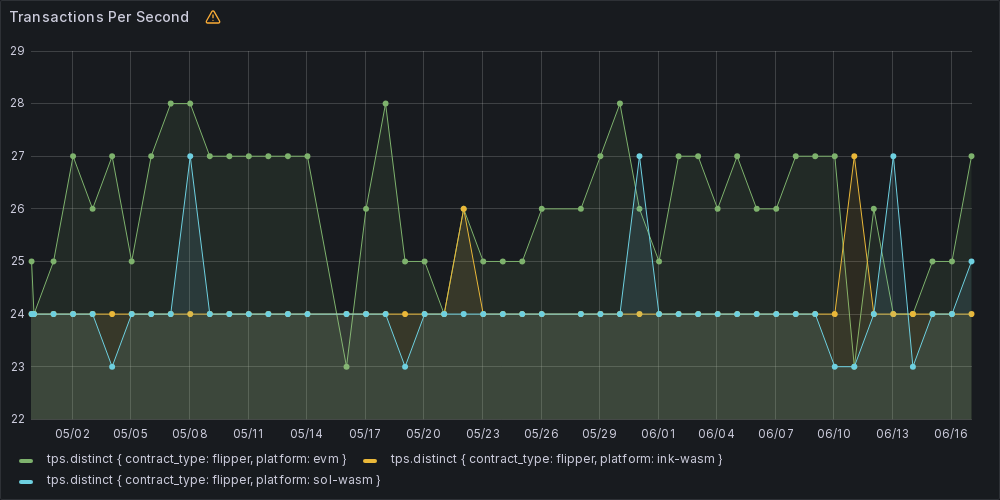 Transactions Per Second
29
28
27
26
25
24
23
22
05/02 05/05 05/08 05/11 05/14 05/17 05/20 05/23 05/26 05/29 06/01 06/04 06/07 06/10 06/13 06/16
tps.distinct { contract_type: flipper, platform: evm } tps.distinct { contract_type: flipper, platform: ink-wasm }
tps.distinct { contract_type: flipper, platform: sol-wasm }